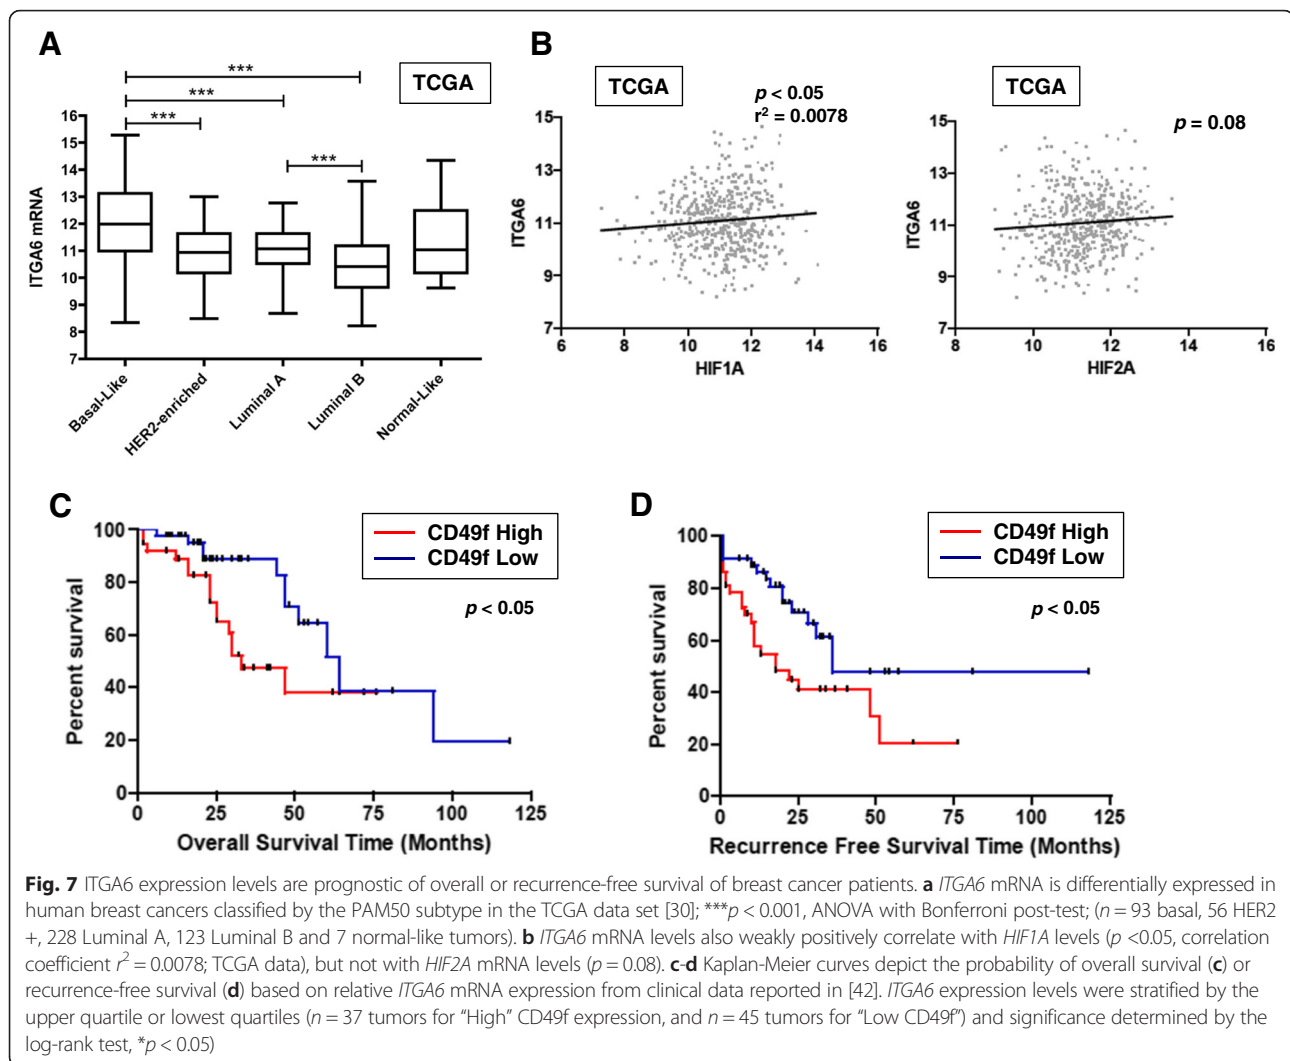 A
***
TCGA
***
***
***
16
15
14
13
12
11
10
9
8
7
ITGA6 mRNA
Basal-Like
HER2-enriched
Luminal A
Luminal B
Normal-Like
B
TCGA
p < 0.05
r² = 0.0078
15
13
11
9
7
ITGA6
6
8
10
12
14
16
HIF1A
TCGA
p = 0.08
15
13
11
9
7
ITGA6
8
10
12
14
16
HIF2A
C
CD49f High
CD49f Low
p < 0.05
100
80
60
40
20
0
Percent survival
0
25
50
75
100
125
Overall Survival Time (Months)
D
CD49f High
CD49f Low
p < 0.05
100
80
60
40
20
0
Percent survival
0
25
50
75
100
125
Recurrence Free Survival Time (Months)
Fig. 7 ITGA6 expression levels are prognostic of overall or recurrence-free survival of breast cancer patients. a ITGA6 mRNA is differentially expressed in
human breast cancers classified by the PAM50 subtype in the TCGA data set [30]; ***p < 0.001, ANOVA with Bonferroni post-test; (n = 93 basal, 56 HER2
+, 228 Luminal A, 123 Luminal B and 7 normal-like tumors). b ITGA6 mRNA levels also weakly positively correlate with HIF1A levels (p <0.05, correlation
coefficient r² = 0.0078; TCGA data), but not with HIF2A mRNA levels (p = 0.08). c-d Kaplan-Meier curves depict the probability of overall survival (c) or
recurrence-free survival (d) based on relative ITGA6 mRNA expression from clinical data reported in [42]. ITGA6 expression levels were stratified by the
upper quartile or lowest quartiles (n = 37 tumors for “High” CD49f expression, and n = 45 tumors for “Low CD49f”) and significance determined by the
log-rank test, *p < 0.05)